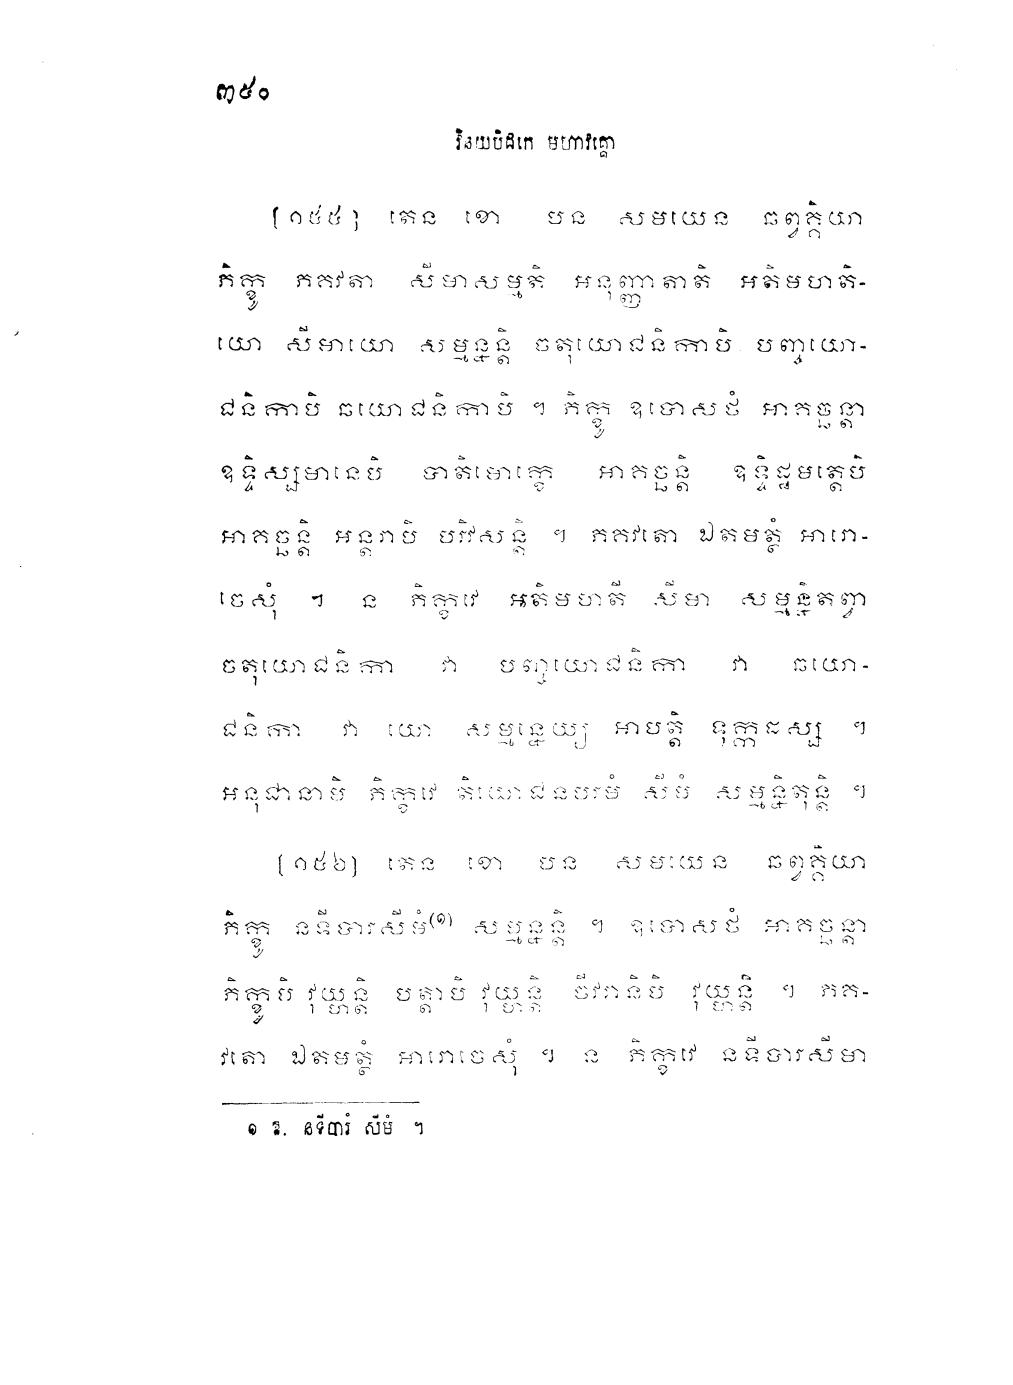 ៣៥០
វិនយបិដកេ មហាវគ្គោ
[១៥៥] តេន ខោ បន សមយេន ឆព្វគ្គិយា
ភិក្ខូ ភគវតា សីមាសម្មតិ អនុញ្ញាតាតិ អតិមហាតិ-
យោ សីមាយោ សម្មន្នន្តិ ចតុយោជនិកាបិ បញ្ចយោ-
ជនិកាបិ ឆយោជនិកាបិ ។ ភិក្ខូ ឧបោសថំ អាគច្ឆន្តា
ឧទ្ទិស្សមានេបិ បាតិមោក្ខេ អាគច្ឆន្តិ ឧទ្ទិដ្ឋមត្តេបិ
អាគច្ឆន្តិ អន្តរាបិ បរិវសន្តិ ។ ភគវតោ ឯតមត្ថំ អារោ-
ចេសុំ ។ ន ភិក្ខវេ អតិមហតី សីមា សម្មន្និតព្វា
ចតុយោជនិកា វា បញ្ចយោជនិកា វា ឆយោ-
ជនិកា វា យោ សម្មន្នេយ្យ អាបត្តិ ទុក្កដស្ស ។
អនុជានាមិ ភិក្ខវេ តិយោជនបរមំ សីមំ សម្មន្និតុន្តិ ។
[១៥៦] តេន ខោ បន សមយេន ឆព្វគ្គិយា
ភិក្ខូ នទីបារសីមំ(១) សម្មន្នន្តិ ។ ឧបោសថំ អាគច្ឆន្តា
ភិក្ខូបិ វុយ្ហន្តិ បត្តាបិ វុយ្ហន្តិ ចីវរានិបិ វុយ្ហន្តិ ។ ភគ-
វតោ ឯតមត្ថំ អារោចេសុំ ។ ន ភិក្ខវេ នទីបារសីមា
១ ឱ. នទីបារំ សីមំ ។